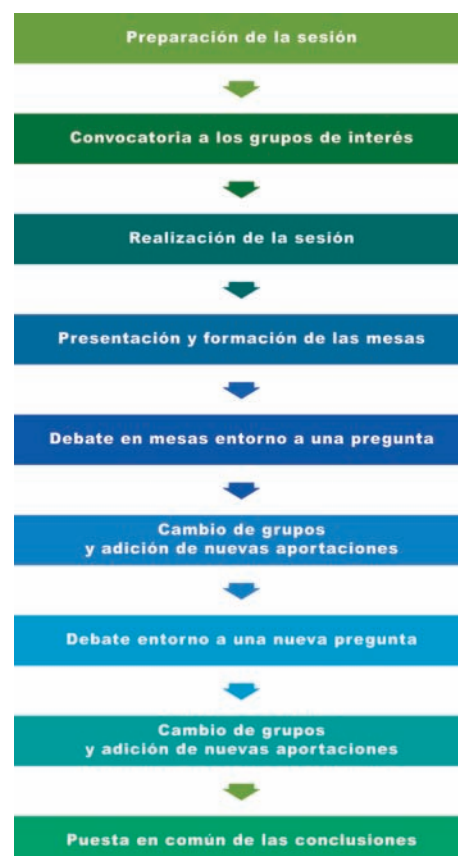 Preparación de la sesión
Convocatoria a los grupos de interés
Realización de la sesión
Presentación y formación de las mesas
Debate en mesas entorno a una pregunta
Cambio de grupos
y adición de nuevas aportaciones
Debate entorno a una nueva pregunta
Cambio de grupos
y adición de nuevas aportaciones
Puesta en común de las conclusiones